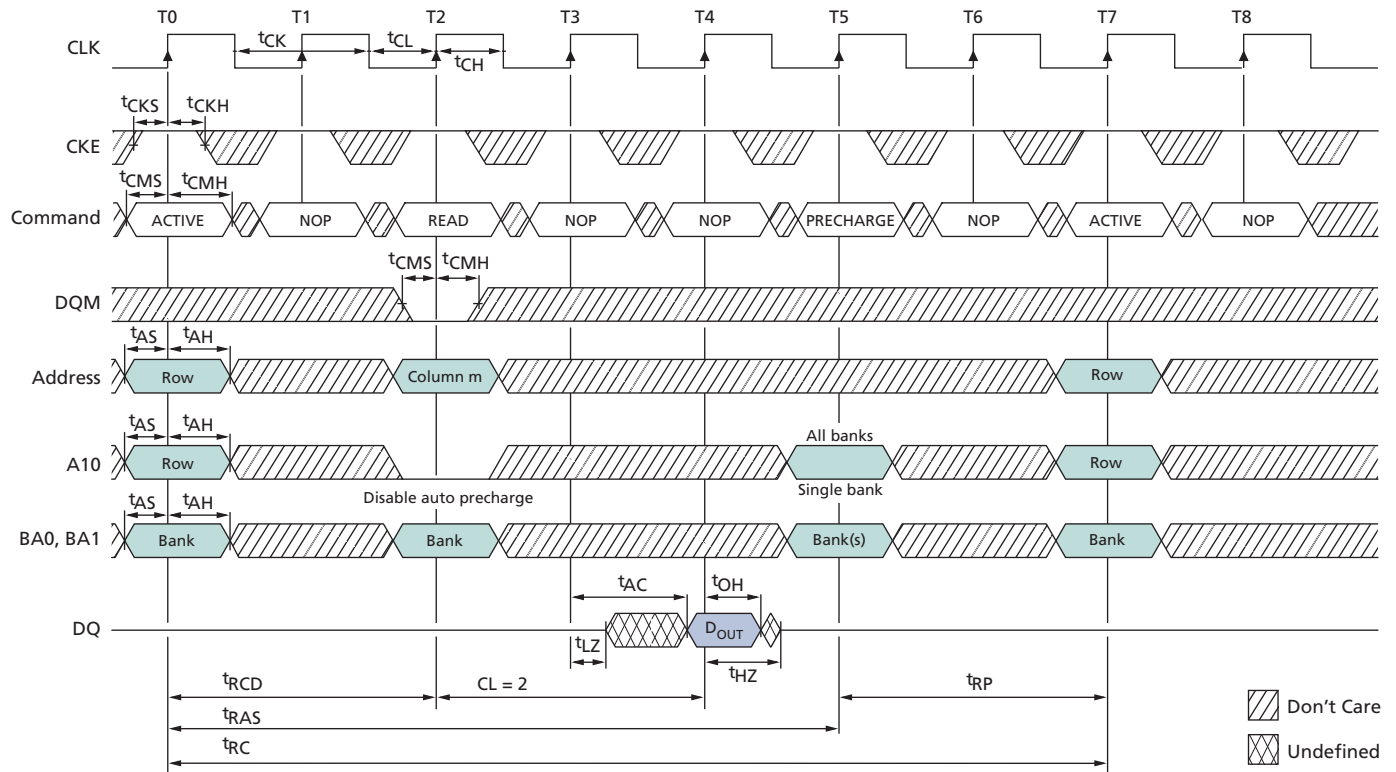 T0 T1 T2 T3 T4 T5 T6 T7 T8
CLK
tCK tCL
tCH
tCKS tCKH
CKE
tCMS tCMH
Command ACTIVE NOP READ NOP NOP PRECHARGE NOP ACTIVE NOP
tCMS tCMH
DQM
tAS tAH
Address Row Column m Row
tAS tAH
All banks
A10 Row Row
Disable auto precharge Single bank
tAS tAH
BA0, BA1 Bank Bank Bank(s) Bank
tAC tOH
DQ DOUT
tLZ tHZ
tRCD CL = 2 tRP
tRAS
tRC
Don't Care
Undefined